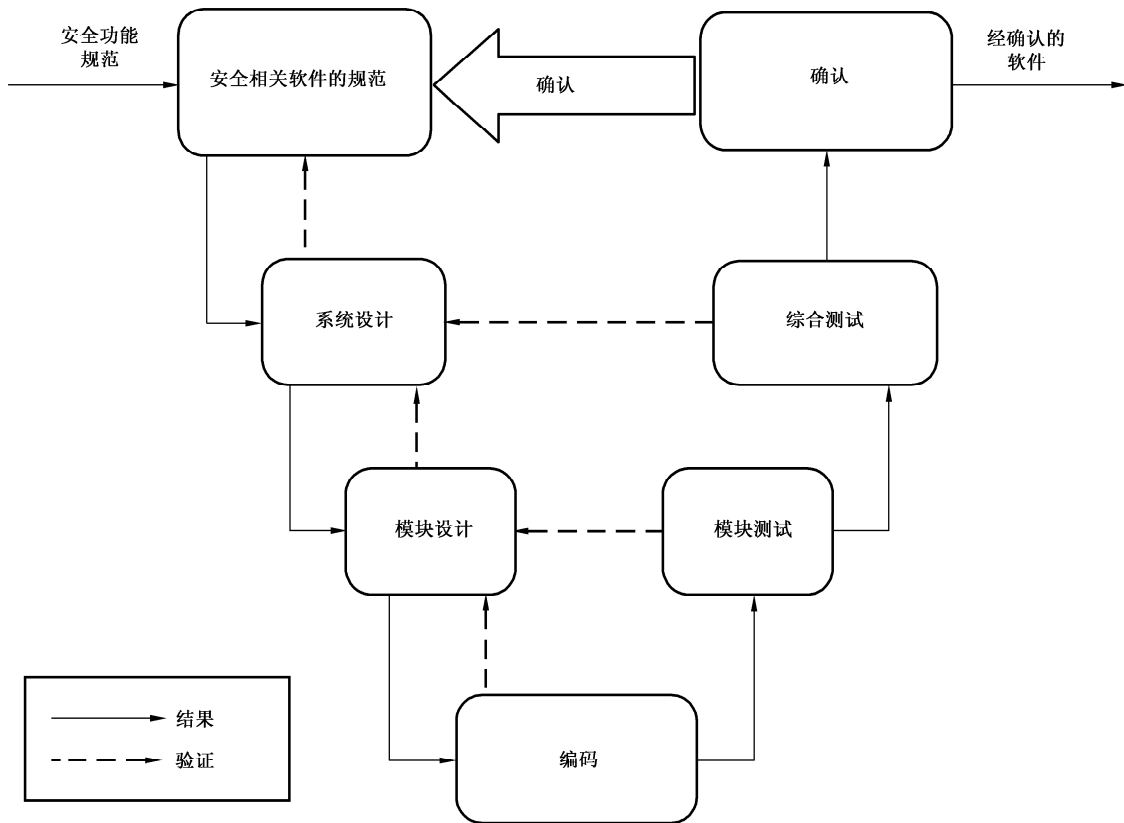 安全功能
规范
安全相关软件的规范
确认
确认
经确认的
软件
系统设计
综合测试
模块设计
模块测试
编码
结果
验证